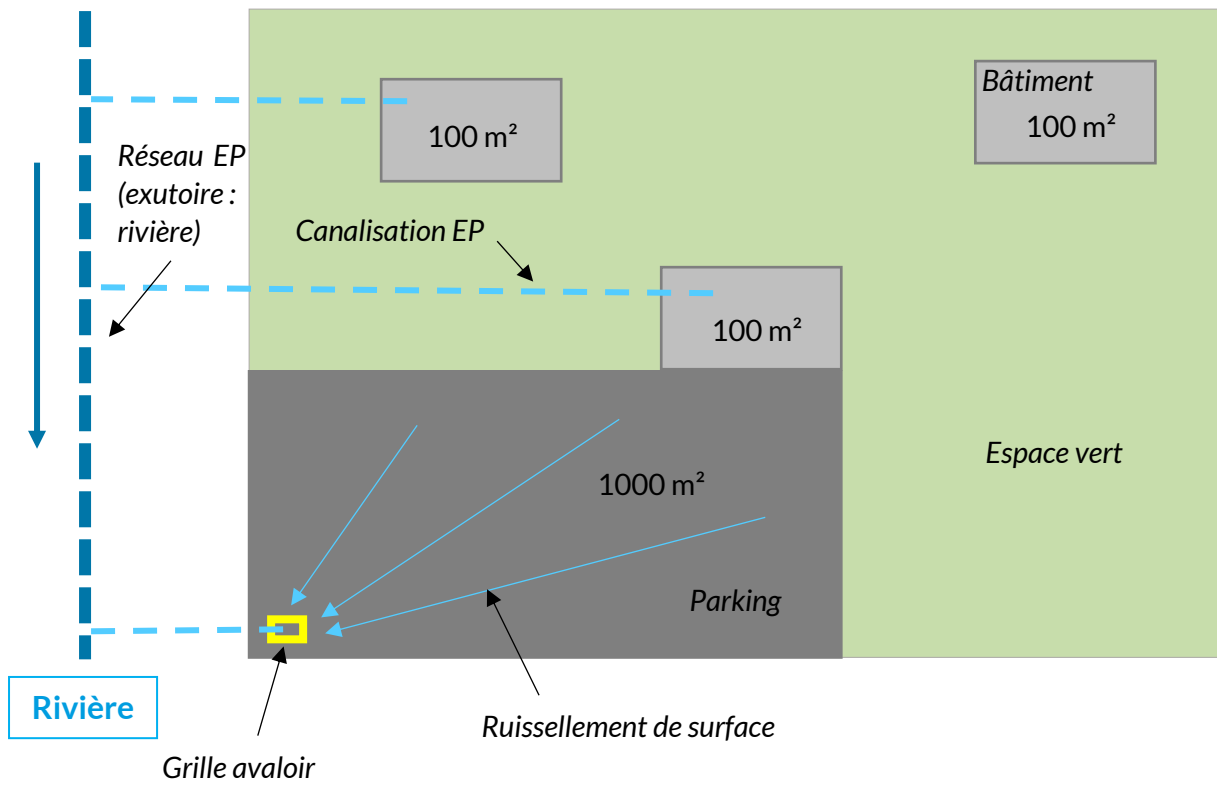 Bâtiment
100 m²
100 m²
Réseau EP
(exutoire :
rivière)
Canalisation EP
100 m²
Espace vert
1000 m²
Parking
Rivière
Ruissellement de surface
Grille avaloir